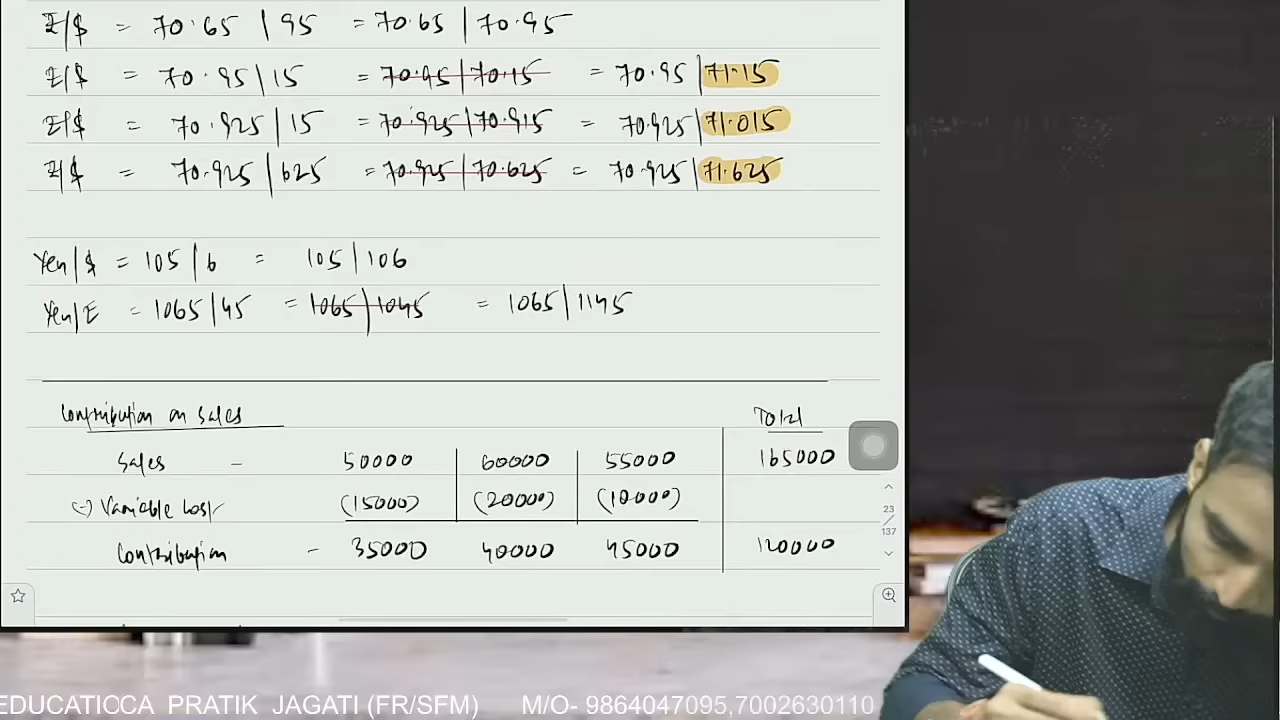 ₹/$ = 70.65 | 95 = 70.65 | 70.95
₹/$ = 70.95 | 15 = 70.95 | 70.15 = 70.95 | 71.15
₹/$ = 70.925 | 15 = 70.925 | 70.915 = 70.925 | 71.015
₹/$ = 70.925 | 625 = 70.925 | 70.625 = 70.925 | 71.625
Yen/$ = 105 | 6 = 105 | 106
Yen/£ = 1065 | 45 = 1065 | 1045 = 1065 | 1145
Contribution on Sales Total
Sales - 50000 60000 55000 165000
(-) Variable Cost (15000) (20000) (10000)
Contribution - 35000 40000 45000 120000
23
/
137
EDUCATICCA PRATIK JAGATI (FR/SFM) M/O- 9864047095,7002630110